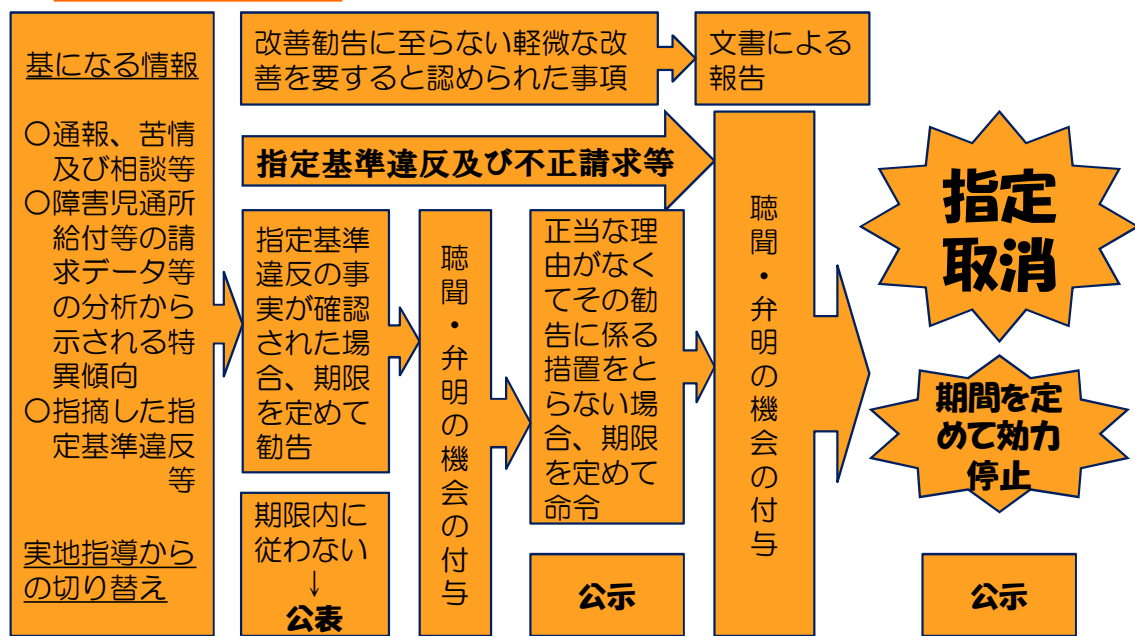 基になる情報
〇通報、苦情
及び相談等
〇障害児通所
給付等の請
求データ等
の分析から
示される特
異傾向
〇指摘した指
定基準違反
等
実地指導から
の切り替え
改善勧告に至らない軽微な改
善を要すると認められた事項
文書による
報告
指定基準違反及び不正請求等
指定基準
違反の事
実が確認
された場
合、期限
を定めて
勧告
期限内に
従わない
↓
公表
聴聞・弁明の機会の付与
正当な理
由がなく
てその勧
告に係る
措置をと
らない場
合、期限
を定めて
命令
公示
聴聞・弁明の機会の付与
指定
取消
期間を定
めて効力
停止
公示